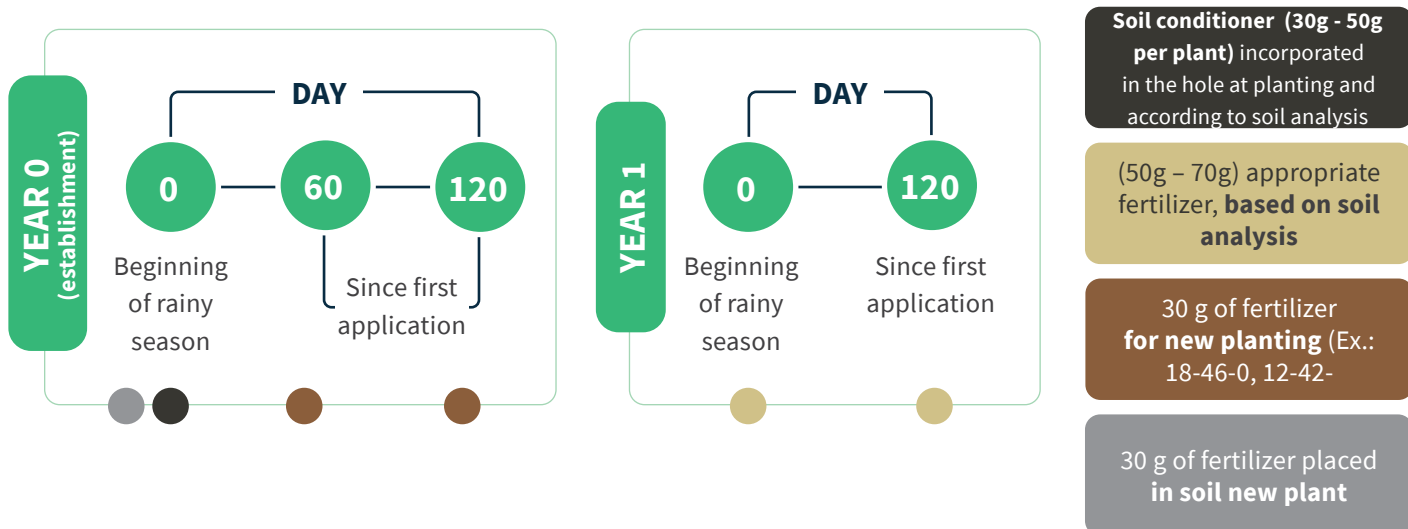 YEAR 0
(establishment)
DAY
0
60
120
Beginning
of rainy
season
Since first
application
YEAR 1
DAY
0
120
Beginning
of rainy
season
Since first
application
Soil conditioner (30g - 50g
per plant) incorporated
in the hole at planting and
according to soil analysis
(50g – 70g) appropriate
fertilizer, based on soil
analysis
30 g of fertilizer
for new planting (Ex.:
18-46-0, 12-42-
30 g of fertilizer placed
in soil new plant